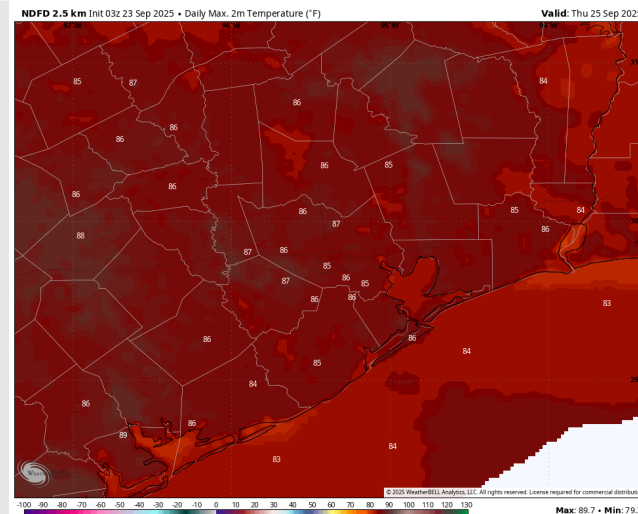 NDFD 2.5 km Init 03z 23 Sep 2025 • Daily Max. 2m Temperature (°F)
Valid: Thu 25 Sep 2025
85 87 84
86
86
86
86 85
86
86
86 87 85 84
88 86
87 86
85
87 86 85
86 86
83
86 86
84
85
84
86
86
89
84
83
© 2025 WeatherBELL Analytics, LLC. All rights reserved. License required for commercial
-100 -90 -80 -70 -60 -50 -40 -30 -20 -10 0 10 20 30 40 50 60 70 80 90 100 110 120 130
Max: 89.7 • Min: 79.